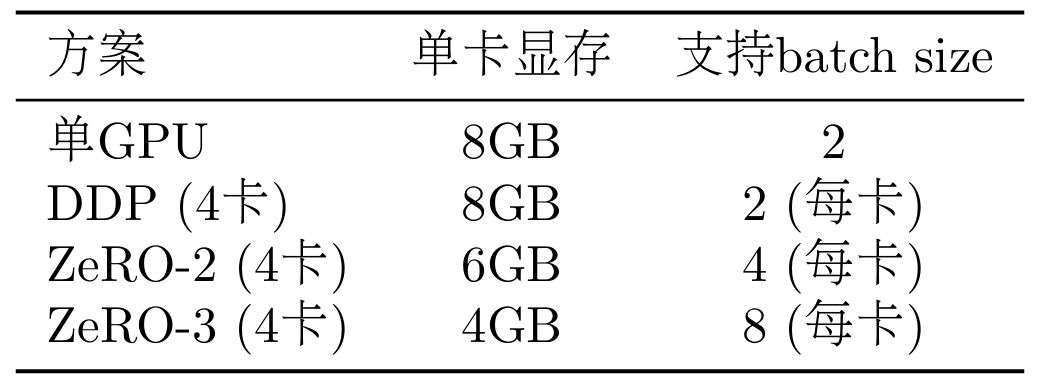 方案 单卡显存 支持batch size
单GPU 8GB 2
DDP (4卡) 8GB 2 (每卡)
ZeRO-2 (4卡) 6GB 4 (每卡)
ZeRO-3 (4卡) 4GB 8 (每卡)